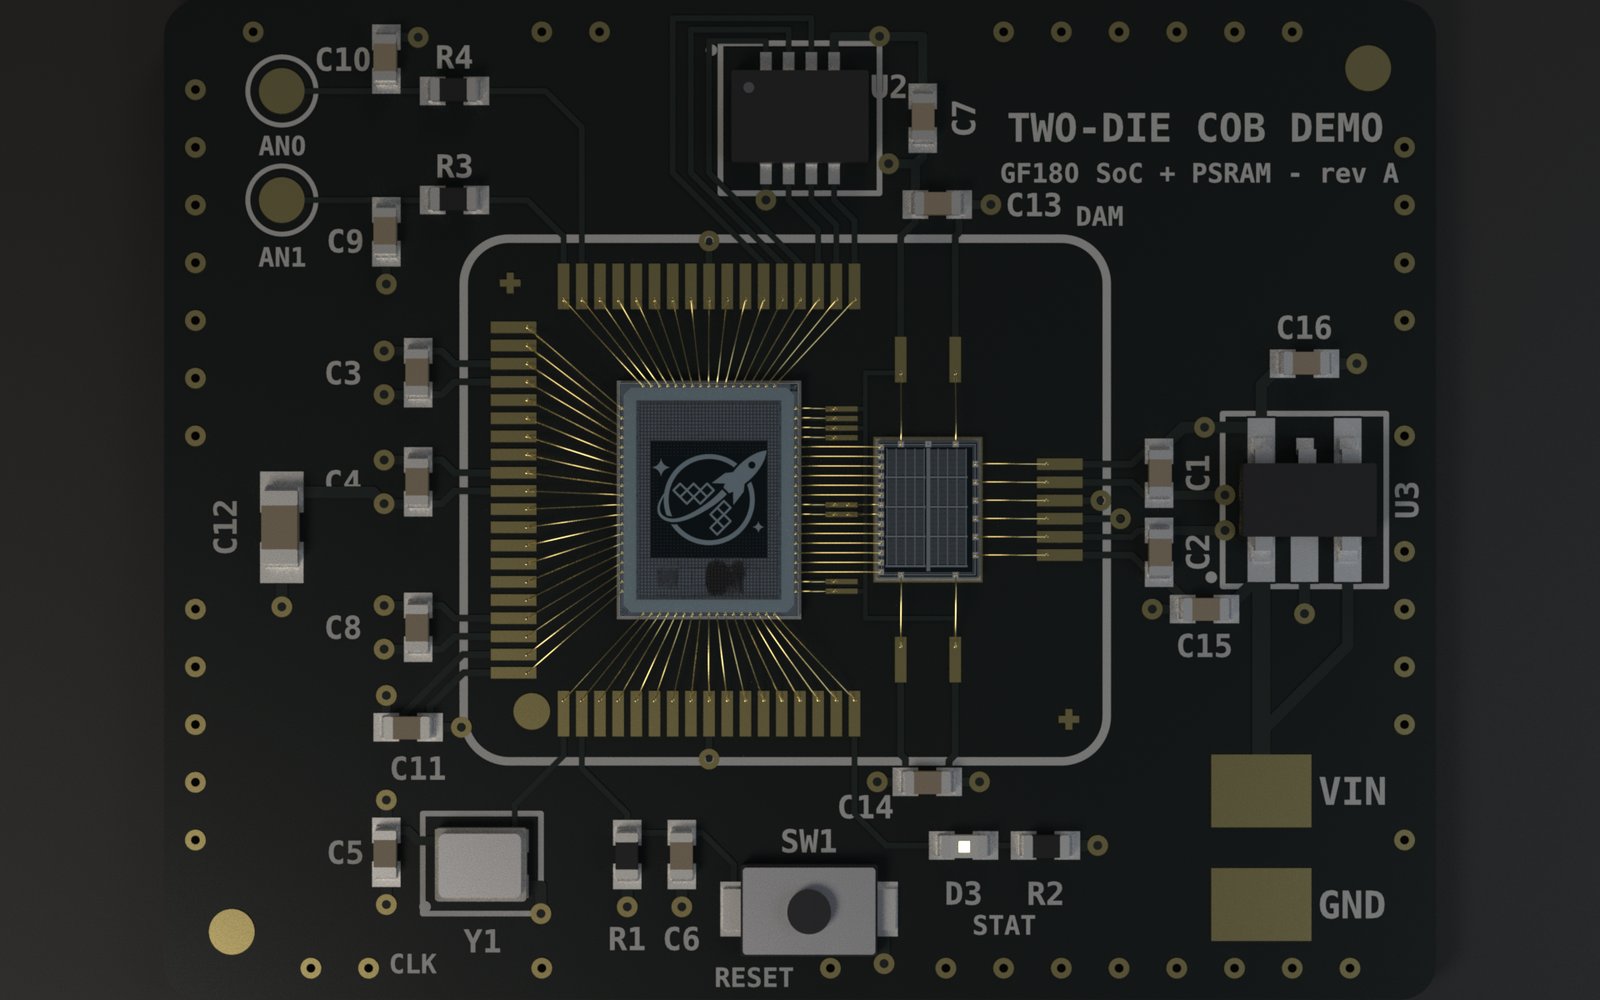 C10
R4
U2
C7
TWO-DIE COB DEMO
AN0
R3
GF180 SoC + PSRAM - rev A
C13
DAM
C9
AN1
C16
C3
C4
C1
U3
C12
C2
C8
C15
C11
VIN
C14
SW1
C5
D3
R2
GND
STAT
Y1
R1
C6
CLK
RESET